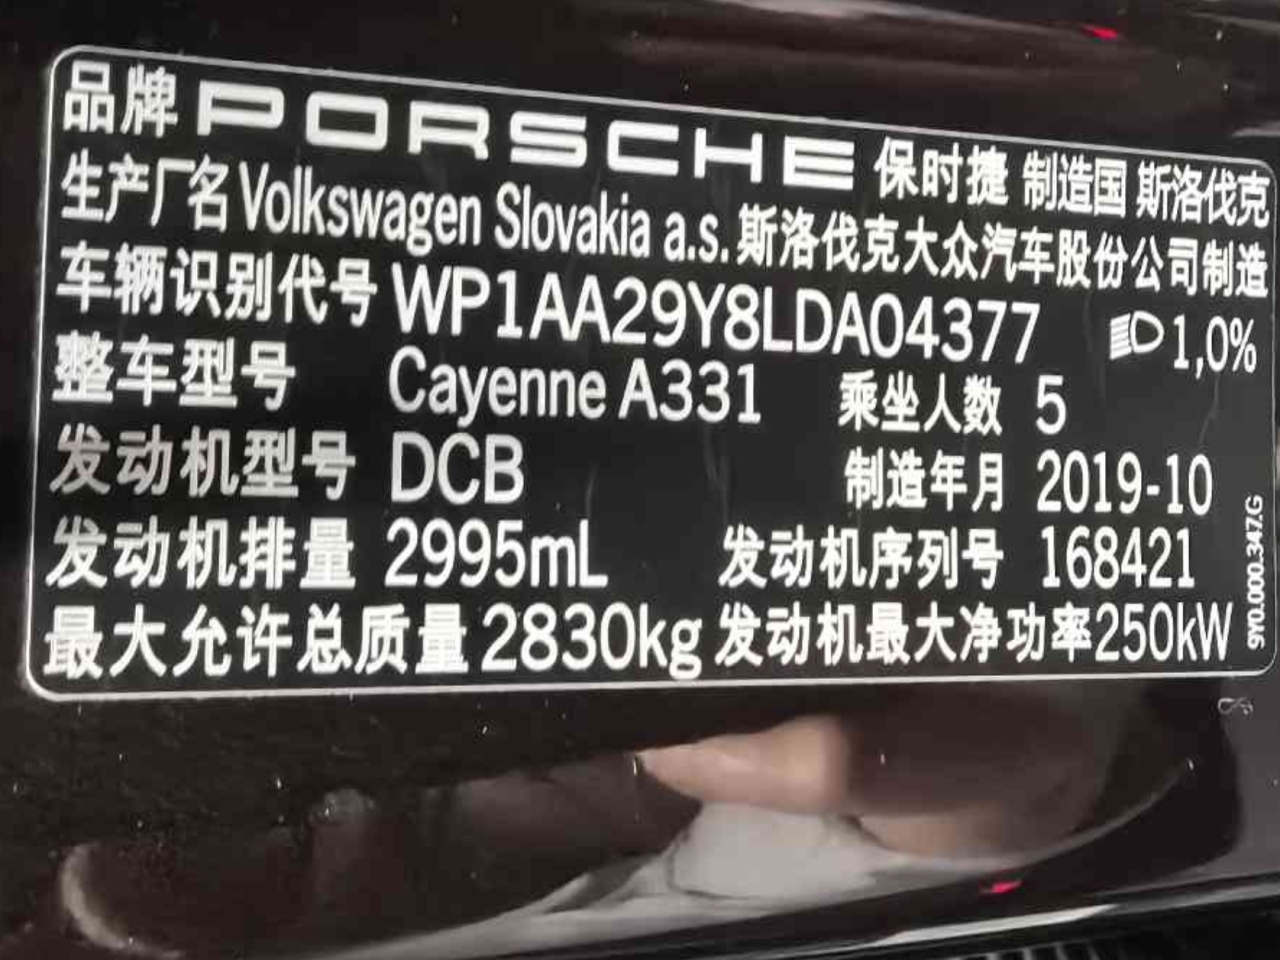 品牌 PORSCHE 保时捷 制造国 斯洛伐克
生产厂名 Volkswagen Slovakia a.s. 斯洛伐克大众汽车股份公司制造
车辆识别代号 WP1AA29Y8LDA04377 1,0%
整车型号 Cayenne A331 乘坐人数 5
发动机型号 DCB 制造年月 2019-10
发动机排量 2995mL 发动机序列号 168421
最大允许总质量 2830kg 发动机最大净功率 250kW
9Y0.000.347.G